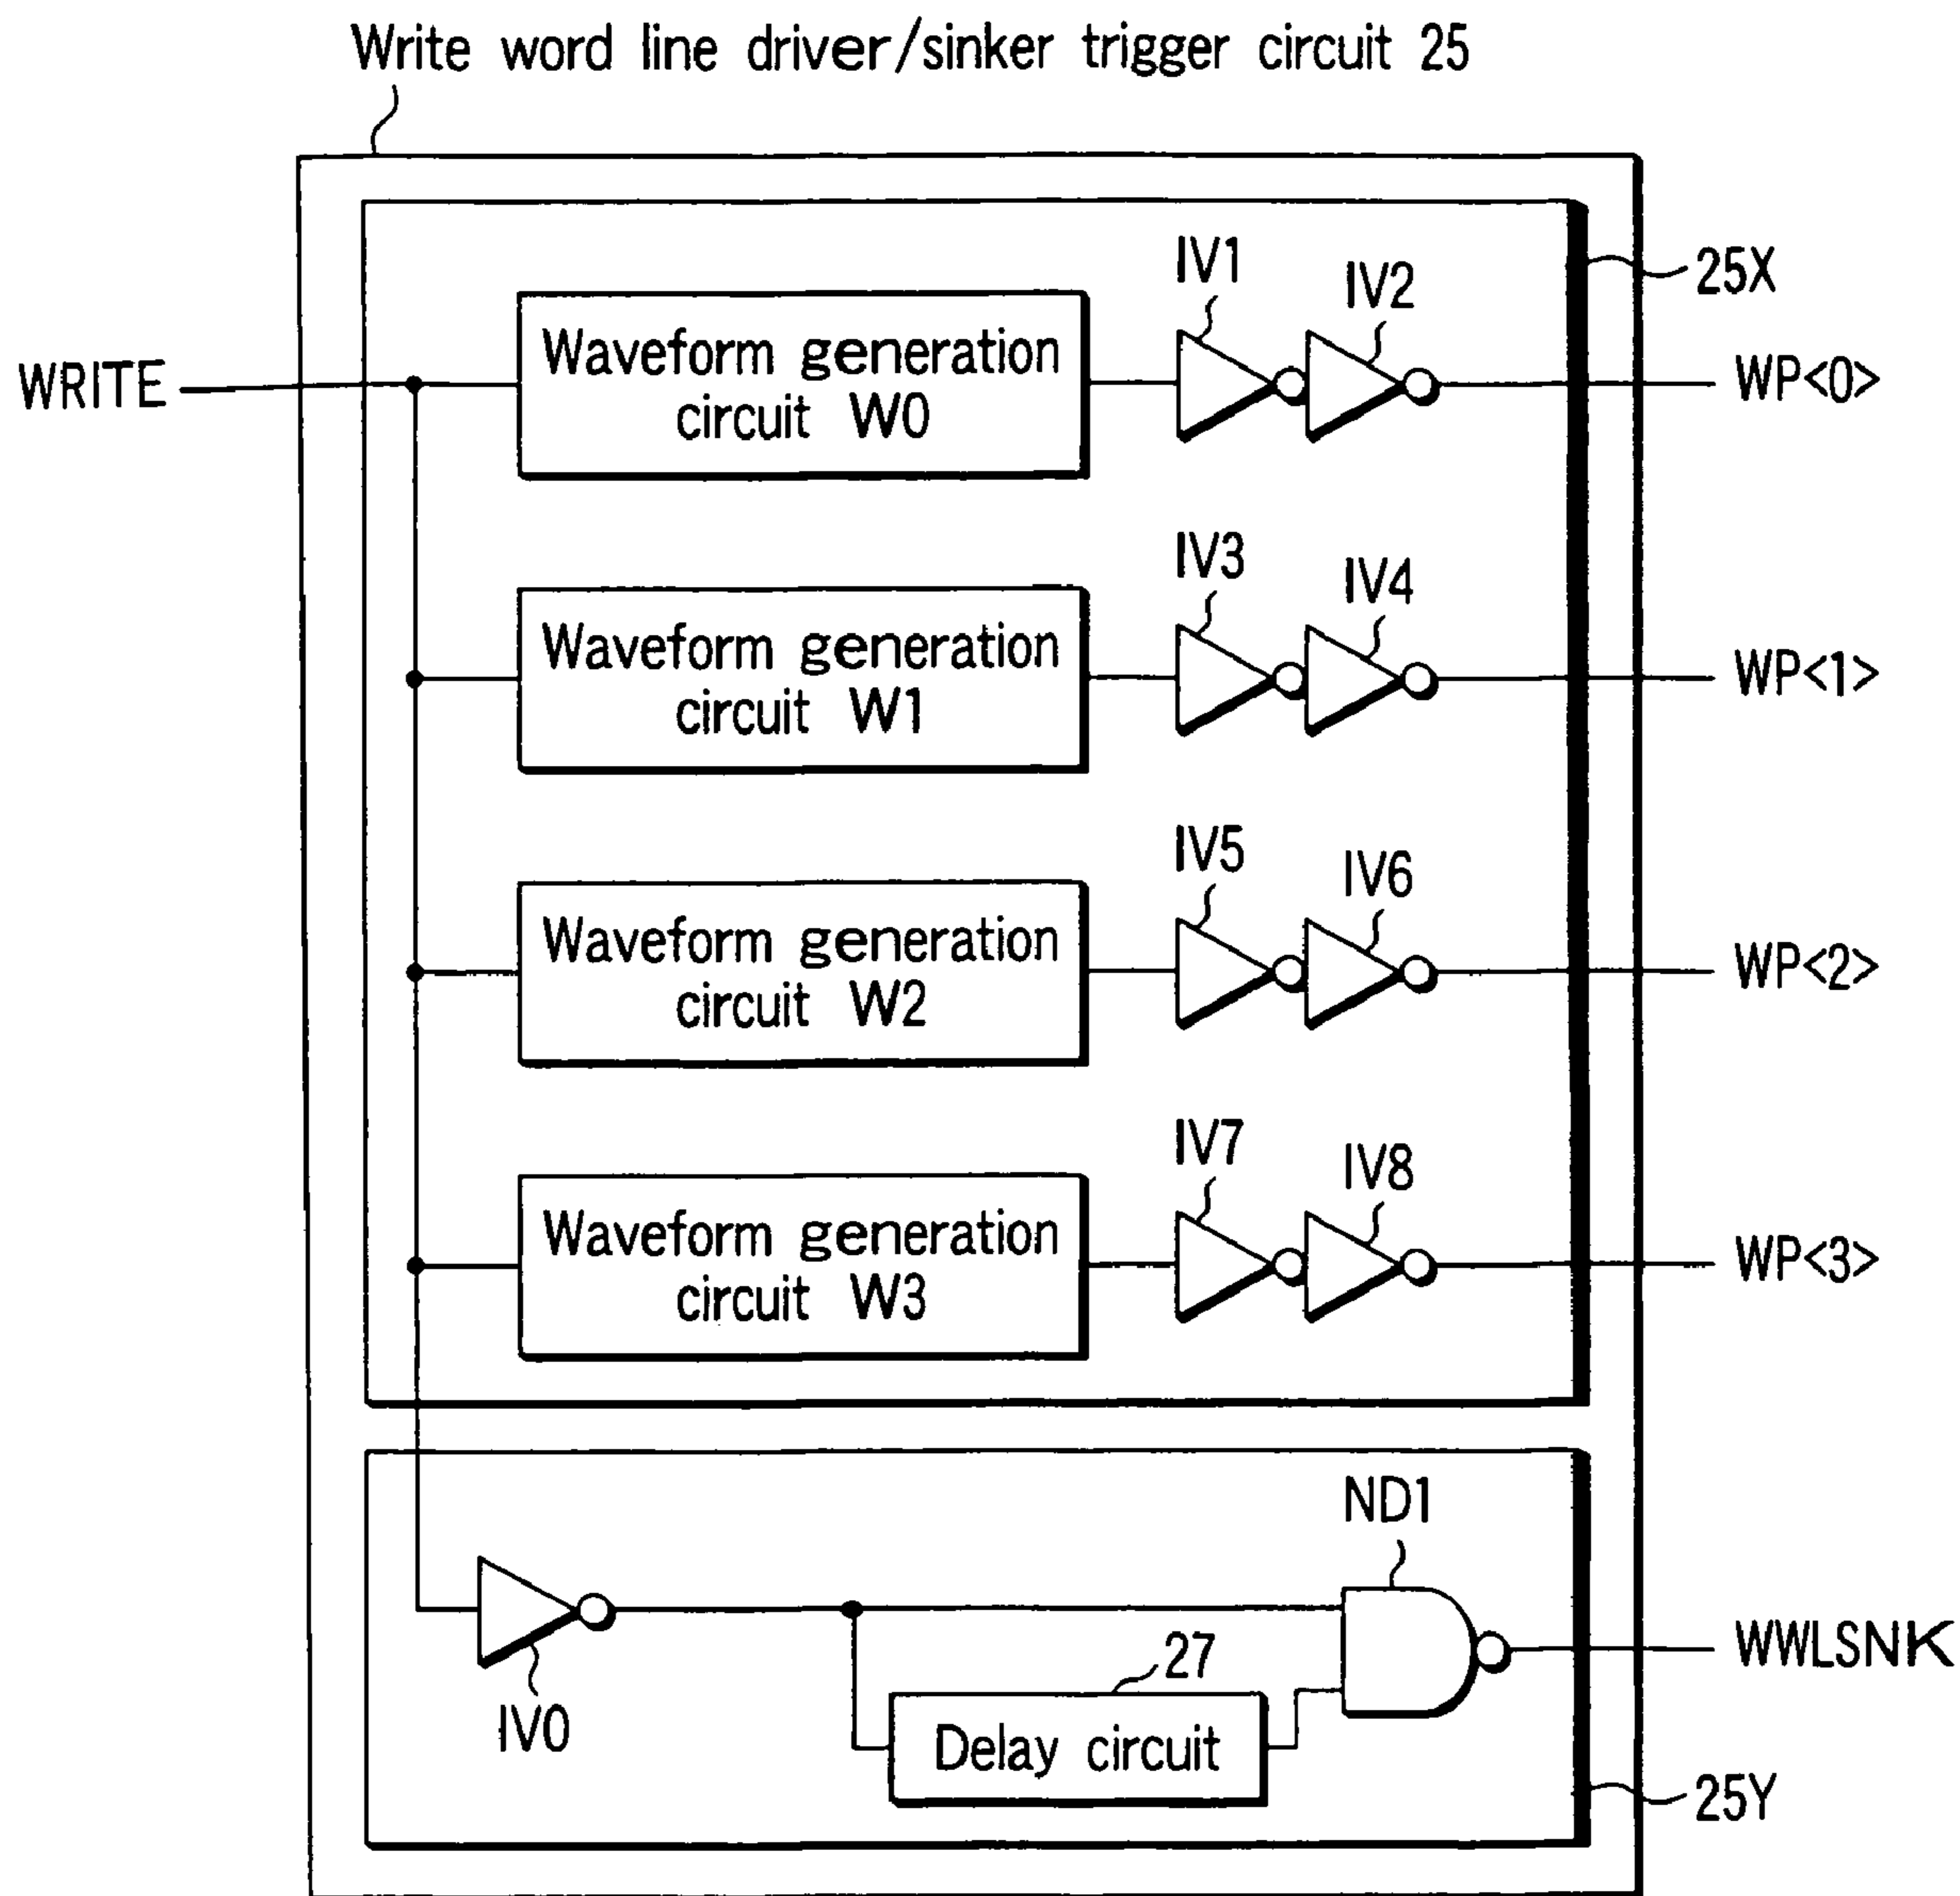 Write word line driver/sinker trigger circuit 25
25X
IV1
IV2
WRITE
Waveform generation
circuit W0
WP<0>
IV3
IV4
Waveform generation
circuit W1
WP<1>
IV5
IV6
Waveform generation
circuit W2
WP<2>
IV7
IV8
Waveform generation
circuit W3
WP<3>
ND1
IV0
27
Delay circuit
WWLSNK
25Y